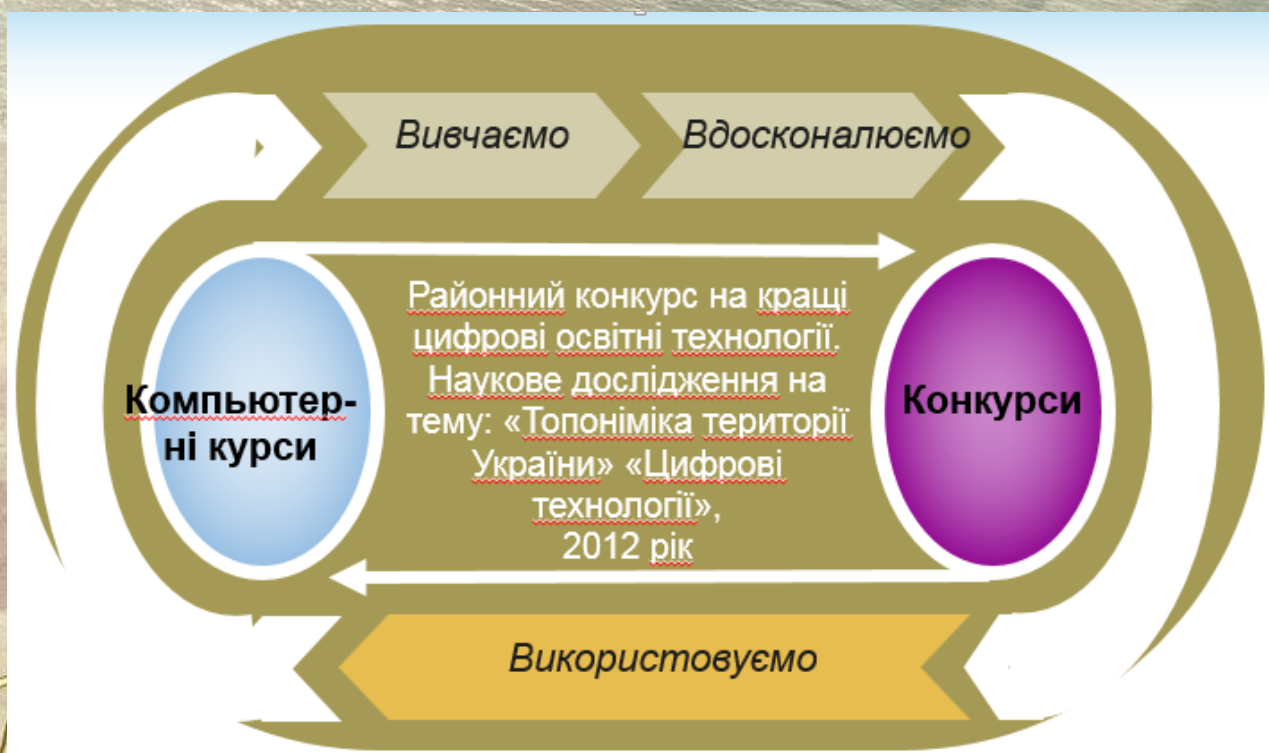 Вивчаємо
Вдосконалюємо
Компьютер-
ні курси
Районний конкурс на кращі
цифрові освітні технології.
Наукове дослідження на
тему: «Топоніміка території
України» «Цифрові
технології»,
2012 рік
Конкурси
Використовуємо